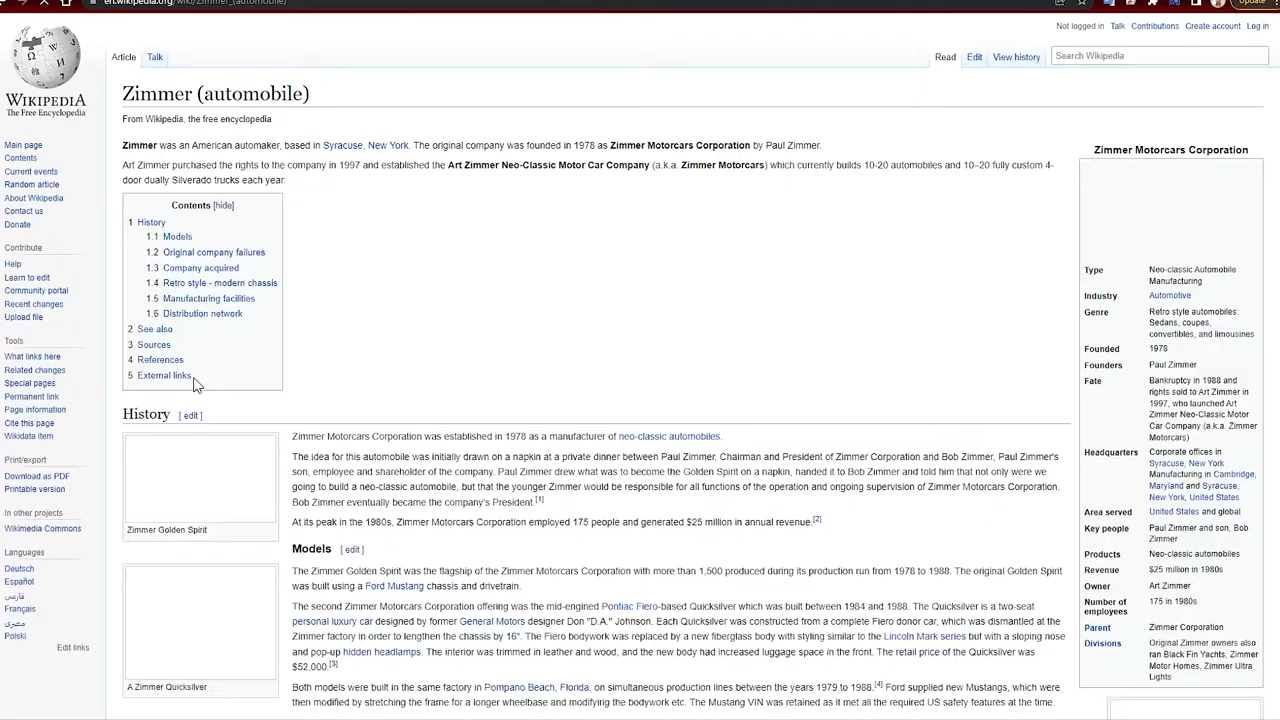 en.wikipedia.org/wiki/Zimmer_(automobile)
Update
Not logged in Talk Contributions Create account Log in
Article Talk
Read Edit View history Search Wikipedia
WIKIPEDIA
The Free Encyclopedia
Main page
Contents
Current events
Random article
About Wikipedia
Contact us
Donate
Contribute
Help
Learn to edit
Community portal
Recent changes
Upload file
Tools
What links here
Related changes
Special pages
Permanent link
Page information
Cite this page
Wikidata item
Print/export
Download as PDF
Printable version
In other projects
Wikimedia Commons
Languages
Deutsch
Español
فارسی
Français
مصرى
Polski
Edit links
Zimmer (automobile)
From Wikipedia, the free encyclopedia
Zimmer was an American automaker, based in Syracuse, New York. The original company was founded in 1978 as Zimmer Motorcars Corporation by Paul Zimmer.
Art Zimmer purchased the rights to the company in 1997 and established the Art Zimmer Neo-Classic Motor Car Company (a.k.a. Zimmer Motorcars) which currently builds 10-20 automobiles and 10–20 fully custom 4-
door dually Silverado trucks each year.
Contents [hide]
1 History
1.1 Models
1.2 Original company failures
1.3 Company acquired
1.4 Retro style - modern chassis
1.5 Manufacturing facilities
1.6 Distribution network
2 See also
3 Sources
4 References
5 External links
History [ edit ]
Zimmer Golden Spirit
Zimmer Motorcars Corporation was established in 1978 as a manufacturer of neo-classic automobiles.
The idea for this automobile was initially drawn on a napkin at a private dinner between Paul Zimmer, Chairman and President of Zimmer Corporation and Bob Zimmer, Paul Zimmer's
son, employee and shareholder of the company. Paul Zimmer drew what was to become the Golden Spirit on a napkin, handed it to Bob Zimmer and told him that not only were we
going to build a neo-classic automobile, but that the younger Zimmer would be responsible for all functions of the operation and ongoing supervision of Zimmer Motorcars Corporation.
Bob Zimmer eventually became the company's President.[1]
At its peak in the 1980s, Zimmer Motorcars Corporation employed 175 people and generated $25 million in annual revenue.[2]
Models [ edit ]
A Zimmer Quicksilver
The Zimmer Golden Spirit was the flagship of the Zimmer Motorcars Corporation with more than 1,500 produced during its production run from 1978 to 1988. The original Golden Spirit
was built using a Ford Mustang chassis and drivetrain.
The second Zimmer Motorcars Corporation offering was the mid-engined Pontiac Fiero-based Quicksilver which was built between 1984 and 1988. The Quicksilver is a two-seat
personal luxury car designed by former General Motors designer Don "D.A." Johnson. Each Quicksilver was constructed from a complete Fiero donor car, which was dismantled at the
Zimmer factory in order to lengthen the chassis by 16". The Fiero bodywork was replaced by a new fiberglass body with styling similar to the Lincoln Mark series but with a sloping nose
and pop-up hidden headlamps. The interior was trimmed in leather and wood, and the new body had increased luggage space in the front. The retail price of the Quicksilver was
$52,000.[3]
Both models were built in the same factory in Pompano Beach, Florida, on simultaneous production lines between the years 1979 to 1988.[4] Ford supplied new Mustangs, which were
then modified by stretching the frame for a longer wheelbase and modifying the bodywork etc. The Mustang VIN was retained as it met all the required US safety features at the time.
Zimmer Motorcars Corporation
Type Neo-classic Automobile
Manufacturing
Industry Automotive
Genre Retro style automobiles:
Sedans, coupes,
convertibles, and limousines
Founded 1978
Founders Paul Zimmer
Fate Bankruptcy in 1988 and
rights sold to Art Zimmer in
1997, who launched Art
Zimmer Neo-Classic Motor
Car Company (a.k.a. Zimmer
Motorcars)
Headquarters Corporate offices in
Syracuse, New York
Manufacturing in Cambridge,
Maryland and Syracuse,
New York, United States
Area served United States and global
Key people Paul Zimmer and son, Bob
Zimmer
Products Neo-classic automobiles
Revenue $25 million in 1980s
Owner Art Zimmer
Number of 175 in 1980s
employees
Parent Zimmer Corporation
Divisions Original Zimmer owners also
ran Black Fin Yachts, Zimmer
Motor Homes, Zimmer Ultra
Lights